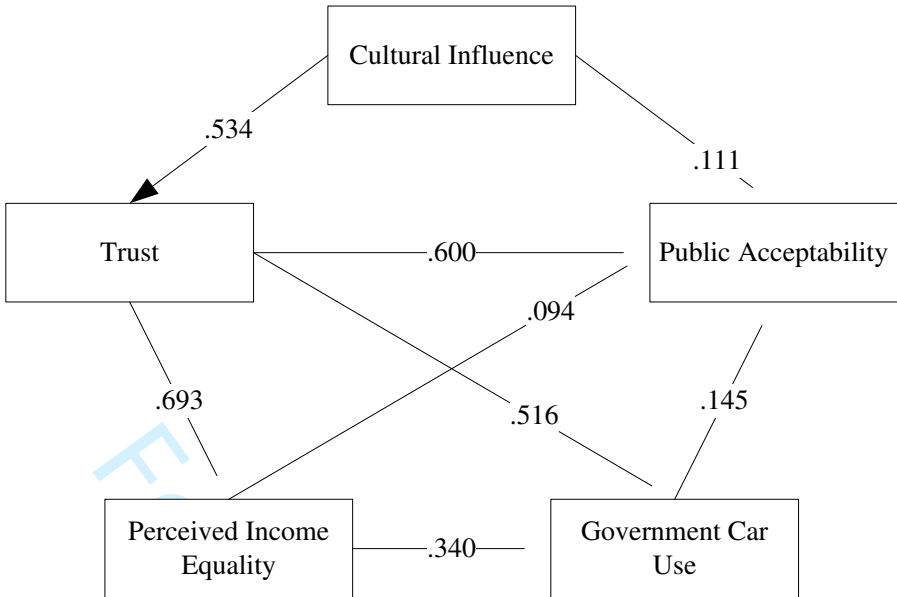 Cultural Influence
.534
.111
Trust
.600
Public Acceptability
.094
.693
.516
.145
Perceived Income
Equality
.340
Government Car
Use